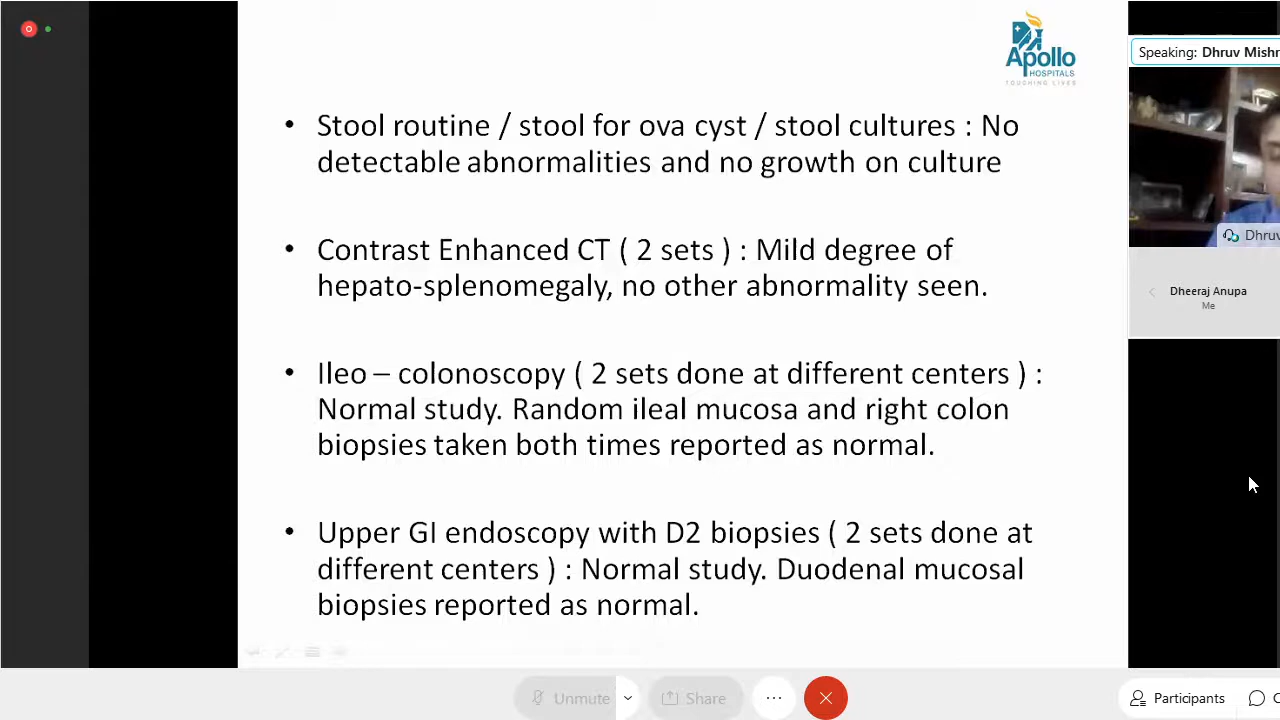 Apollo
HOSPITALS
TOUCHING LIVES
• Stool routine / stool for ova cyst / stool cultures : No
detectable abnormalities and no growth on culture
• Contrast Enhanced CT ( 2 sets ) : Mild degree of
hepato-splenomegaly, no other abnormality seen.
• Ileo – colonoscopy ( 2 sets done at different centers ) :
Normal study. Random ileal mucosa and right colon
biopsies taken both times reported as normal.
• Upper GI endoscopy with D2 biopsies ( 2 sets done at
different centers ) : Normal study. Duodenal mucosal
biopsies reported as normal.
Speaking: Dhruv Mishr
Dhruv
Dheeraj Anupa
Me
Unmute
Share
Participants